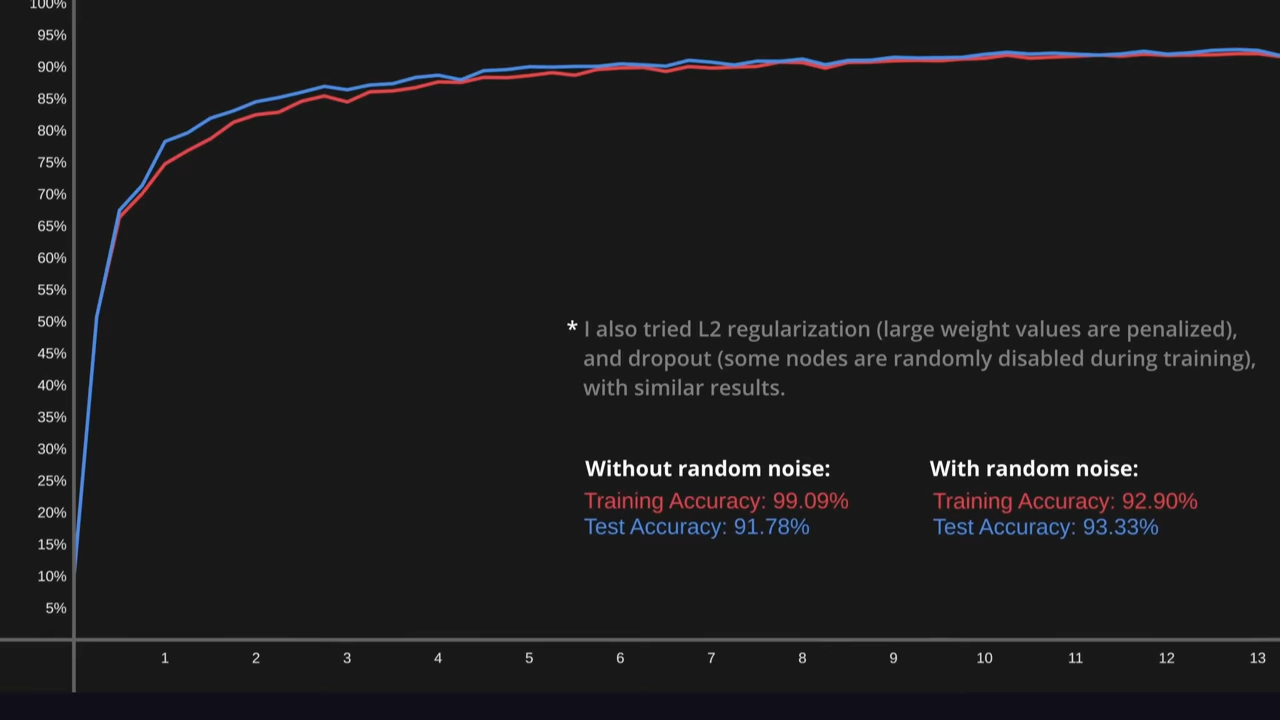 100%
95%
90%
85%
80%
75%
70%
65%
60%
55%
50%
45%
40%
35%
30%
25%
20%
15%
10%
5%
* I also tried L2 regularization (large weight values are penalized),
and dropout (some nodes are randomly disabled during training),
with similar results.
Without random noise:
Training Accuracy: 99.09%
Test Accuracy: 91.78%
With random noise:
Training Accuracy: 92.90%
Test Accuracy: 93.33%
1 2 3 4 5 6 7 8 9 10 11 12 13